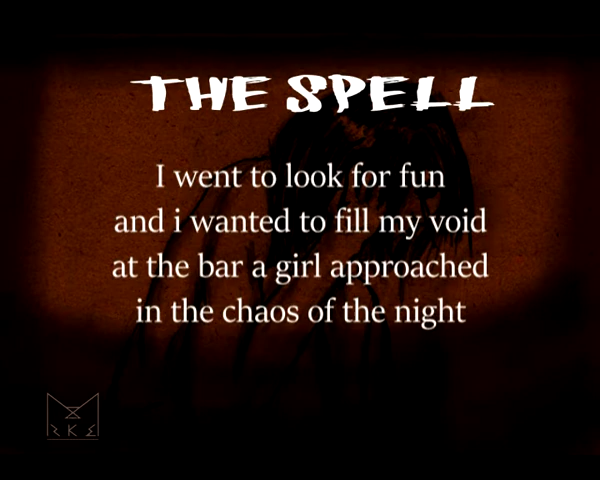 THE SPELL
I went to look for fun
and i wanted to fill my void
at the bar a girl approached
in the chaos of the night